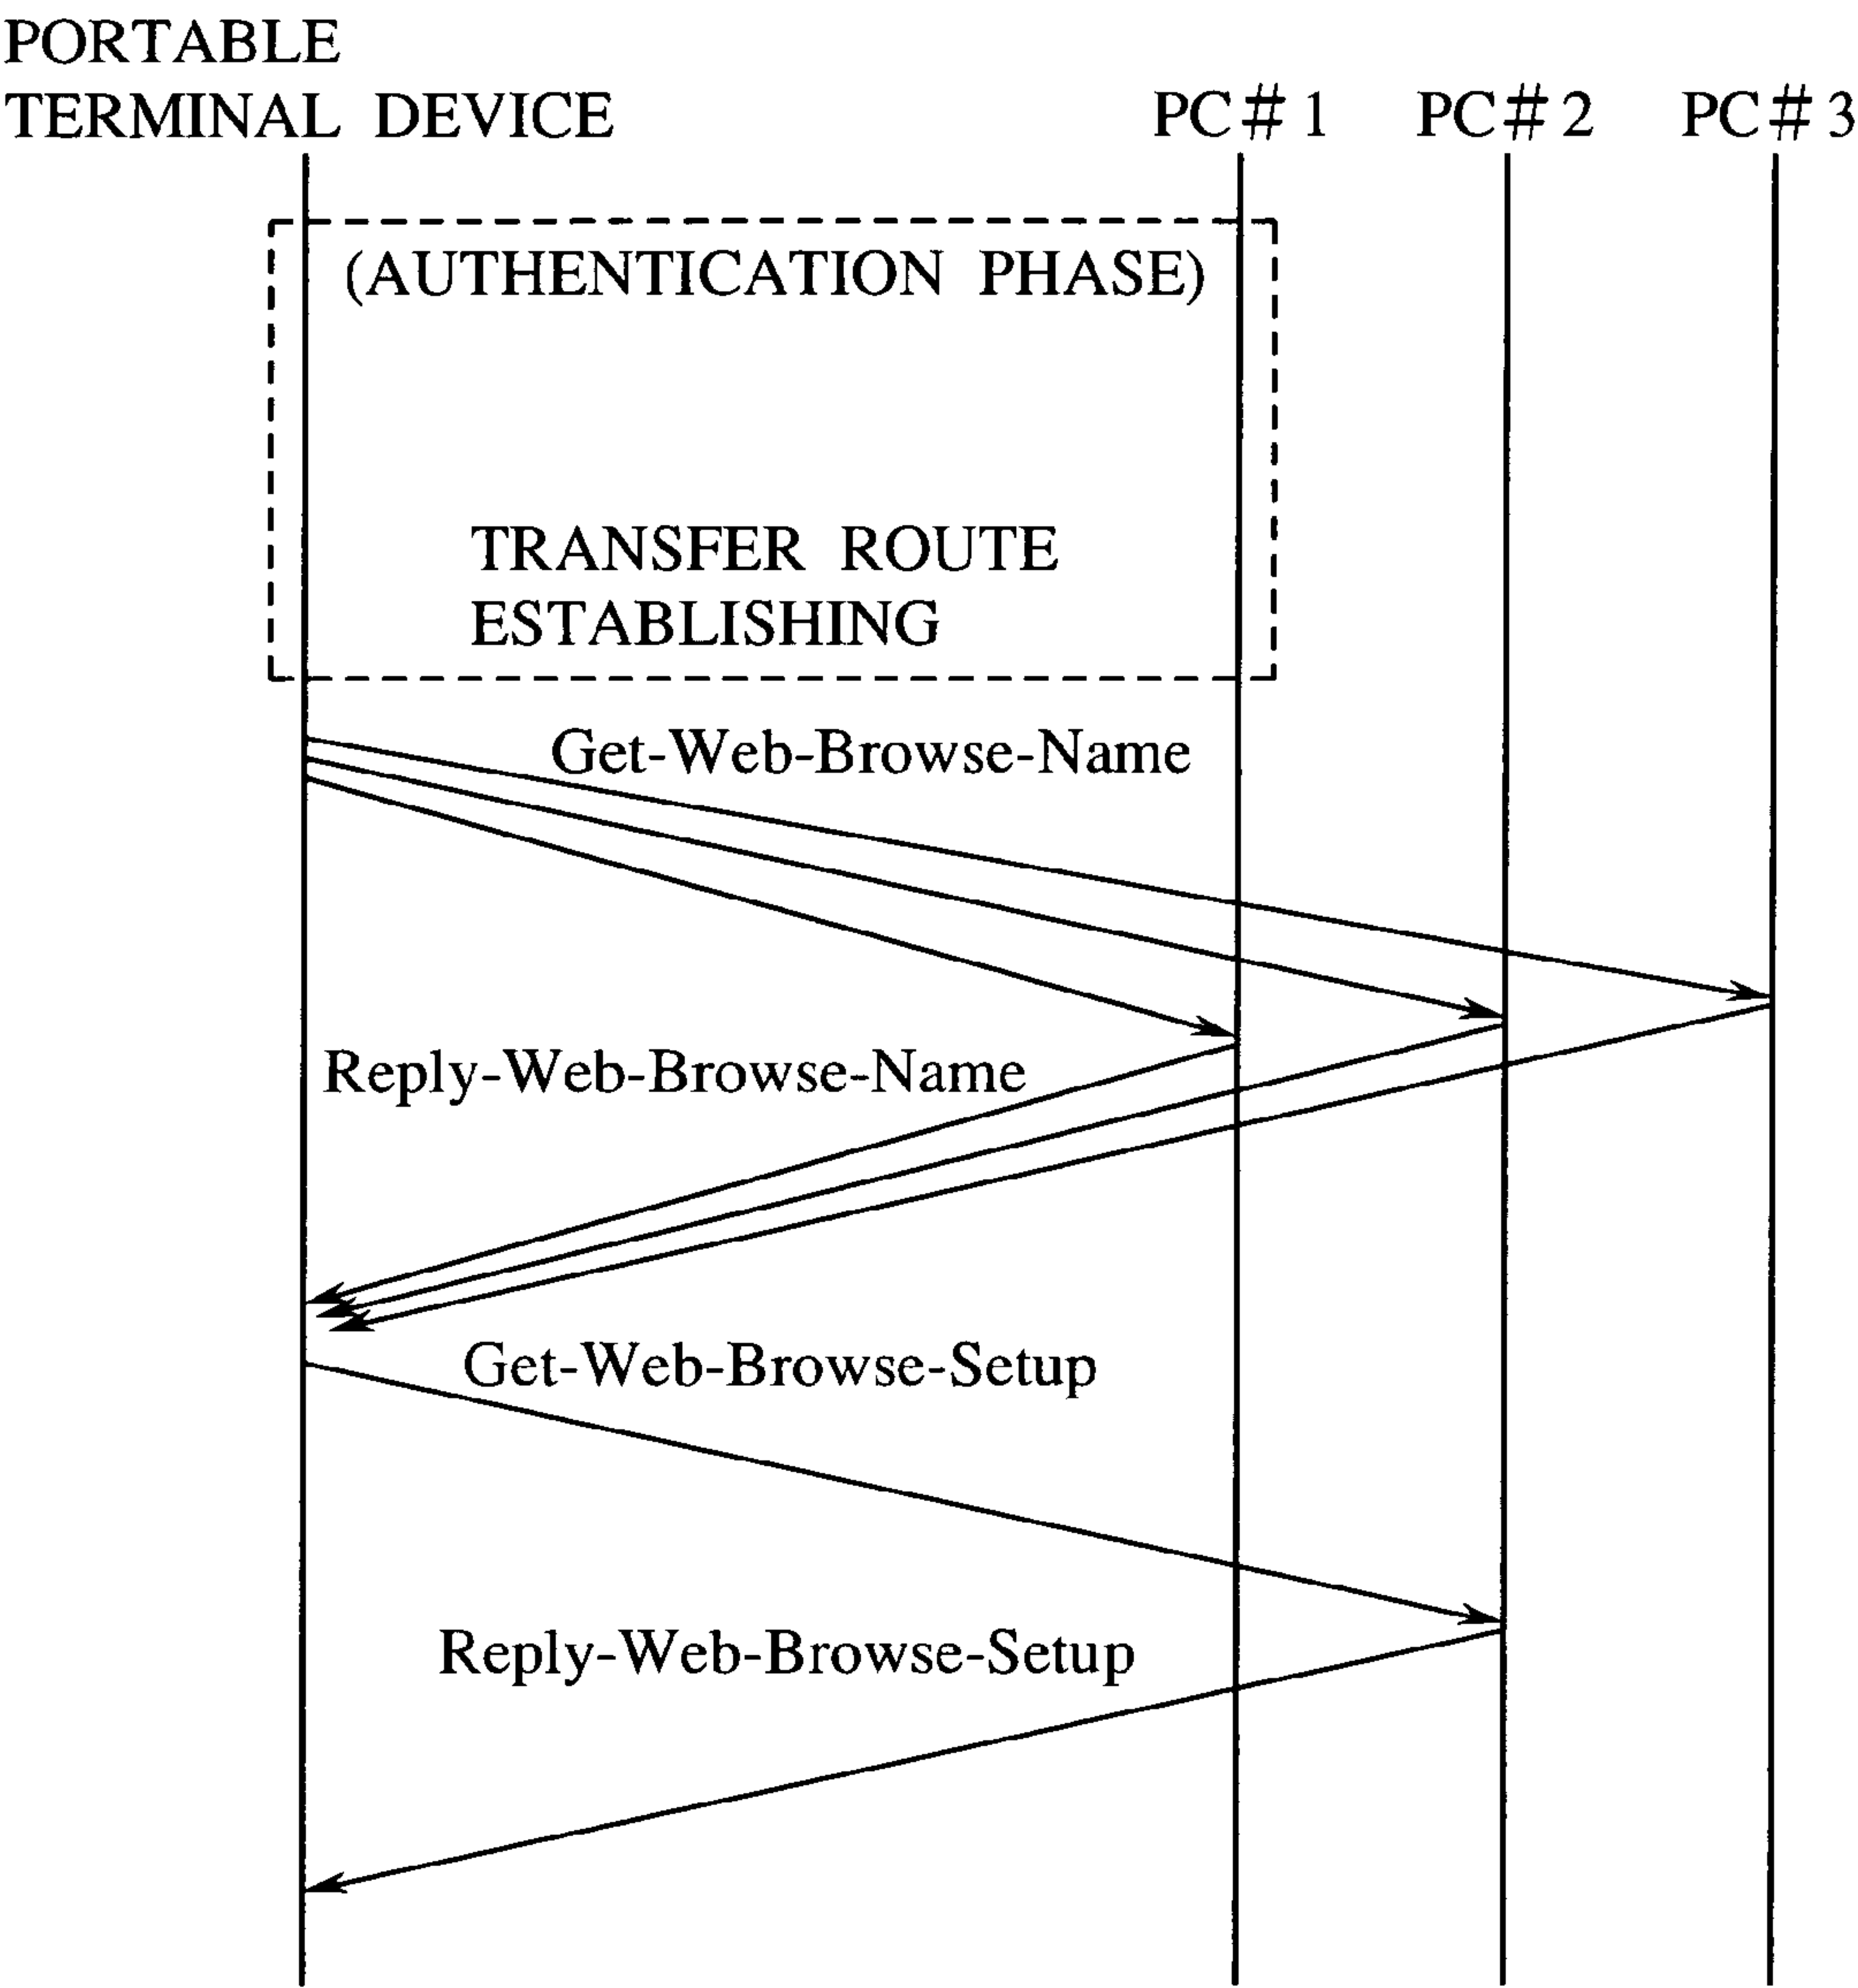 PORTABLE
TERMINAL DEVICE
PC#1
PC#2
PC#3
(AUTHENTICATION PHASE)
TRANSFER ROUTE
ESTABLISHING
Get-Web-Browse-Name
Reply-Web-Browse-Name
Get-Web-Browse-Setup
Reply-Web-Browse-Setup